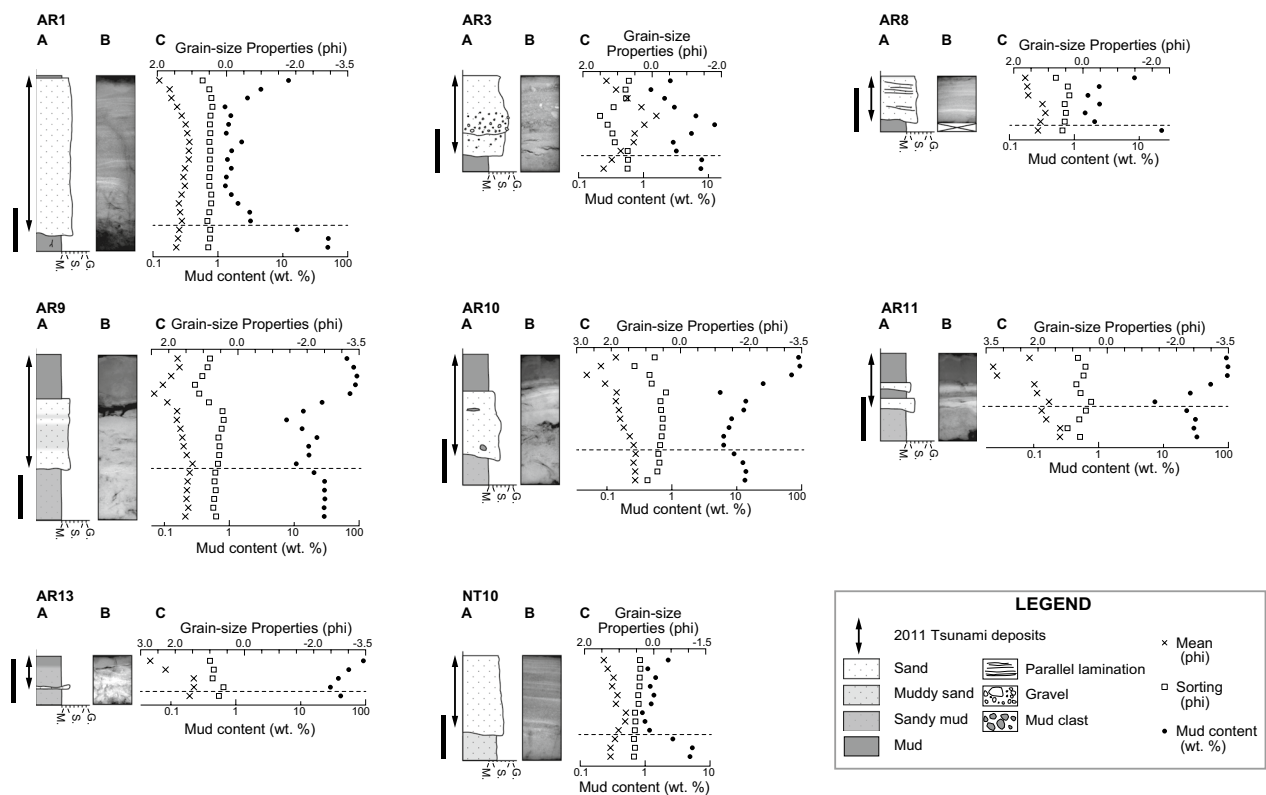 AR1
A B C
Grain-size Properties (phi)
2.0 0.0 -2.0 -3.5
M. S. G.
0.1 1 10 100
Mud content (wt. %)
AR3
A B C
Grain-size
Properties (phi)
2.0 0.0 -2.0
M. S. G.
0.1 1 10
Mud content (wt. %)
AR8
A B C
Grain-size Properties (phi)
2.0 0.0 -2.0
M. S. G.
0.1 1 10
Mud content (wt. %)
AR9
A B C Grain-size Properties (phi)
2.0 0.0 -2.0 -3.5
M. S. G.
0.1 1 10 100
Mud content (wt. %)
AR10
A B C
Grain-size Properties (phi)
3.0 2.0 0.0 -2.0 -3.5
M. S. G.
0.1 1 10 100
Mud content (wt. %)
AR11
A B C
Grain-size Properties (phi)
3.5 2.0 0.0 -2.0 -3.5
M. S. G.
0.1 1 10 100
Mud content (wt. %)
AR13
A B C
Grain-size Properties (phi)
3.0 2.0 0.0 -2.0 -3.5
M. S. G.
0.1 1 10 100
Mud content (wt. %)
NT10
A B C
Grain-size
Properties (phi)
2.0 0.0 -1.5
M. S. G.
0.1 1 10
Mud content (wt. %)
LEGEND
2011 Tsunami deposits
Sand
Muddy sand
Sandy mud
Mud
Parallel lamination
Gravel
Mud clast
Mean
(phi)
Sorting
(phi)
Mud content
(wt. %)